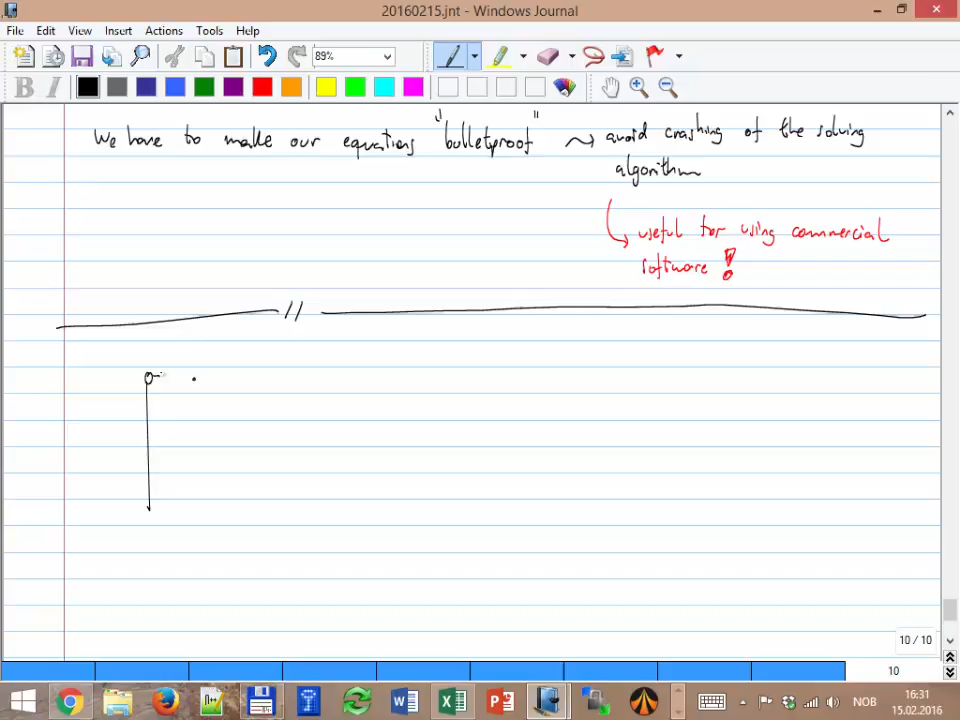 20160215.jnt - Windows Journal
File Edit View Insert Actions Tools Help
89%
B I
We have to make our equations "bulletproof" ~> avoid crashing of the solving
algorithm
useful for using commercial
software !
//
10 / 10
10
NOB
16:31
15.02.2016